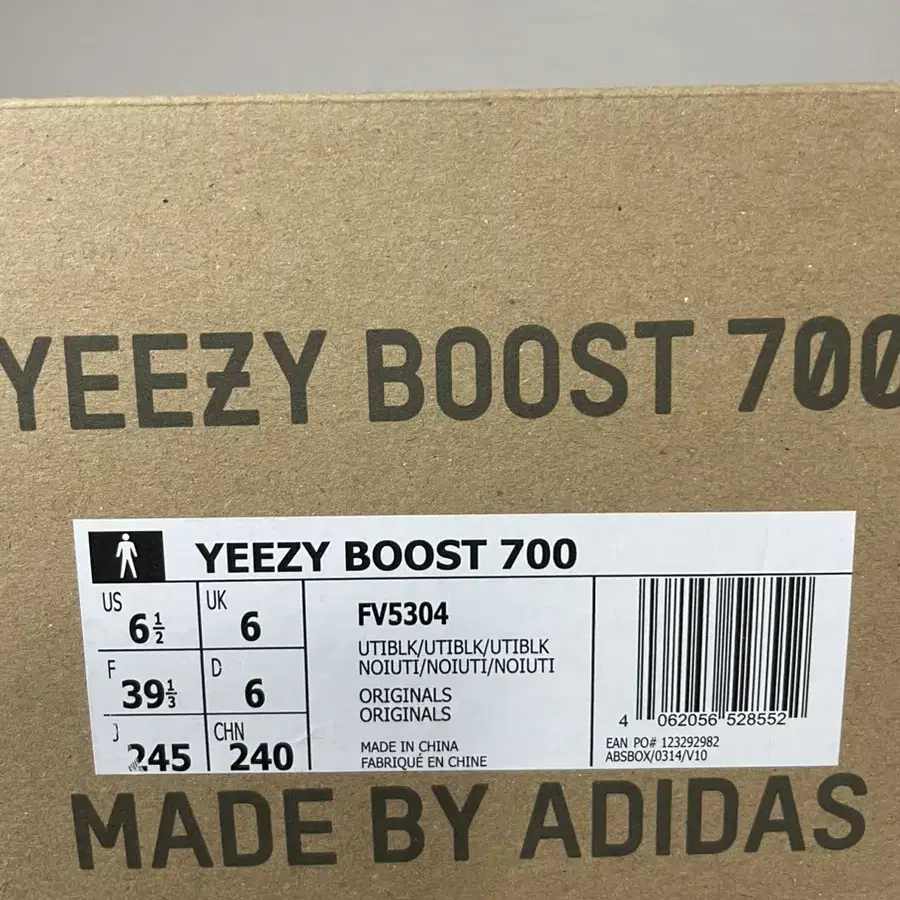 YEEZY BOOST 700
YEEZY BOOST 700
US 6½ UK 6
F 39⅓ D 6
J 245 CHN 240
FV5304
UTIBLK/UTIBLK/UTIBLK
NOIUTI/NOIUTI/NOIUTI
ORIGINALS
ORIGINALS
MADE IN CHINA
FABRIQUÉ EN CHINE
4 062056 528552
EAN PO# 123292982
ABSBOX/0314/V10
MADE BY ADIDAS